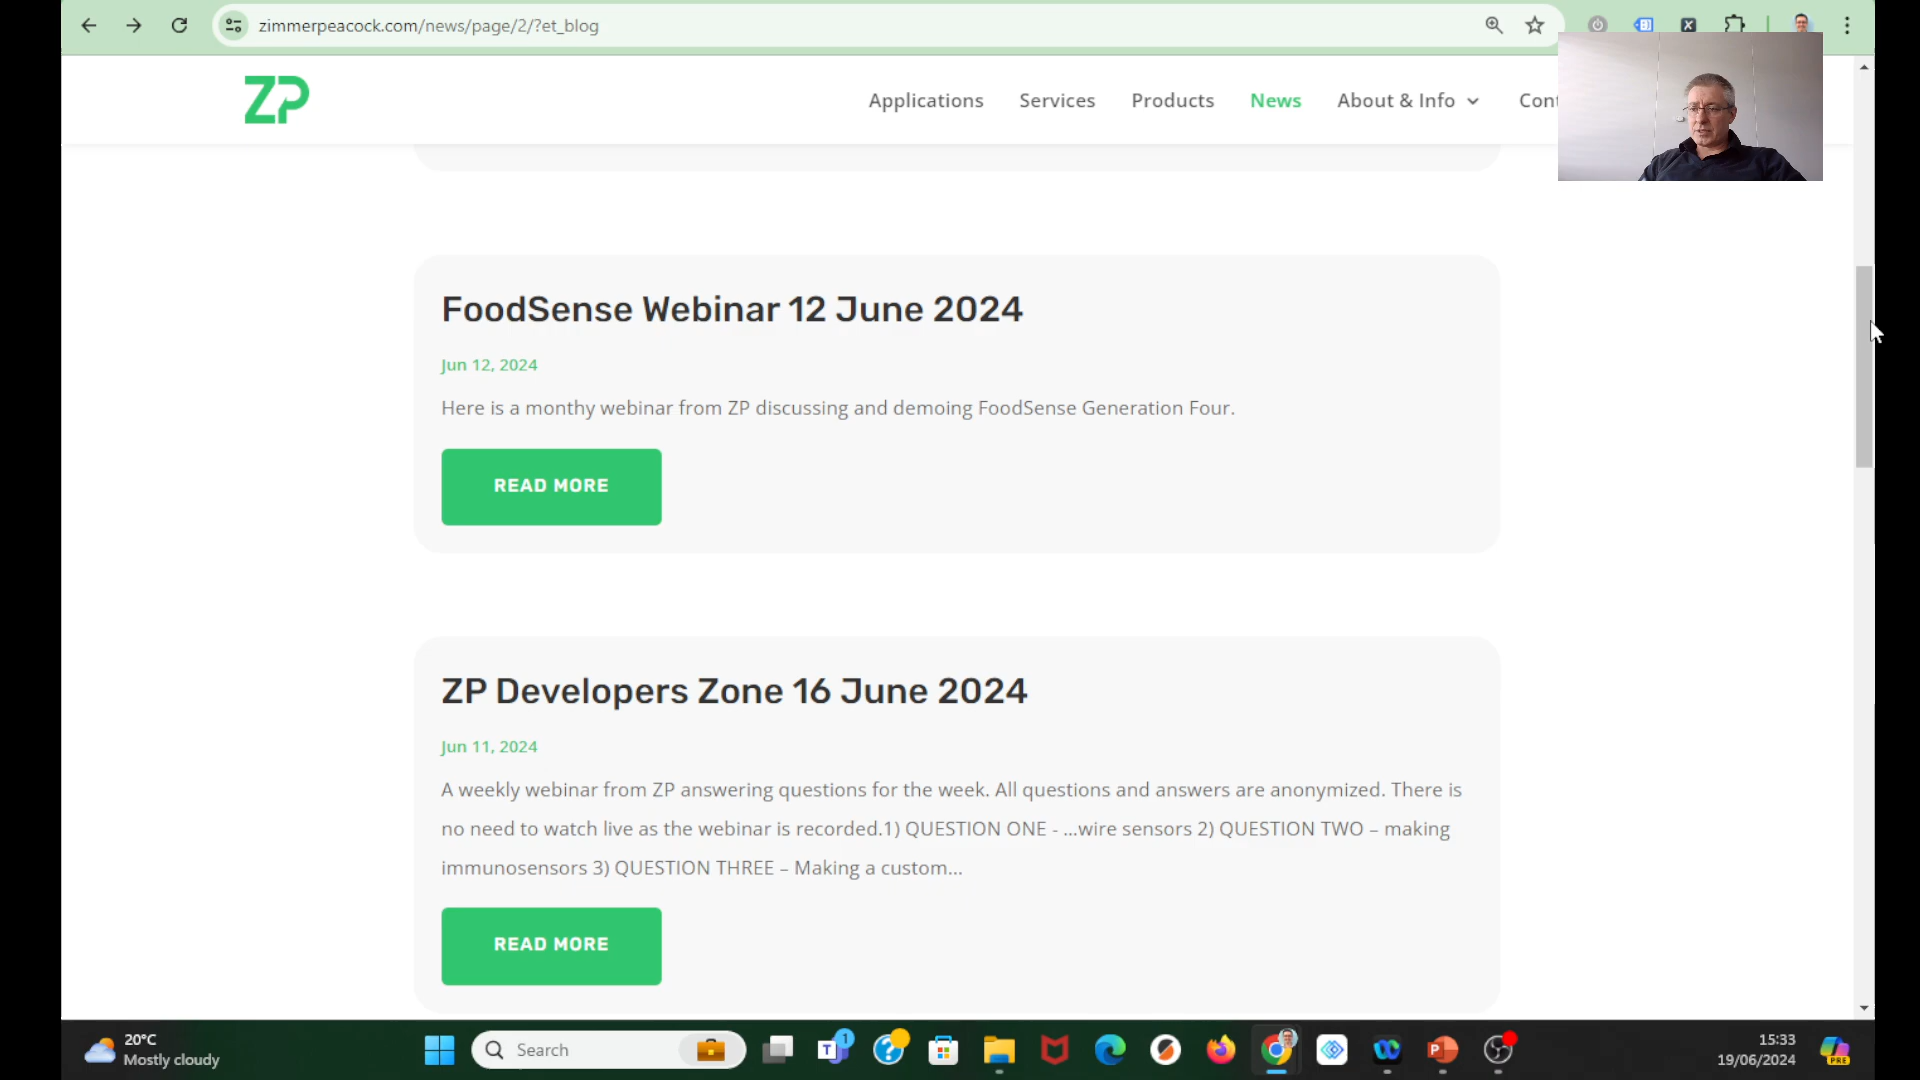 zimmerpeacock.com/news/page/2/?et_blog
ZP
Applications
Services
Products
News
About & Info
FoodSense Webinar 12 June 2024
Jun 12, 2024
Here is a monthy webinar from ZP discussing and demoing FoodSense Generation Four.
READ MORE
ZP Developers Zone 16 June 2024
Jun 11, 2024
A weekly webinar from ZP answering questions for the week. All questions and answers are anonymized. There is
no need to watch live as the webinar is recorded.1) QUESTION ONE - ...wire sensors 2) QUESTION TWO – making
immunosensors 3) QUESTION THREE – Making a custom...
READ MORE
20°C
Mostly cloudy
Search
1
15:33
19/06/2024
PRE